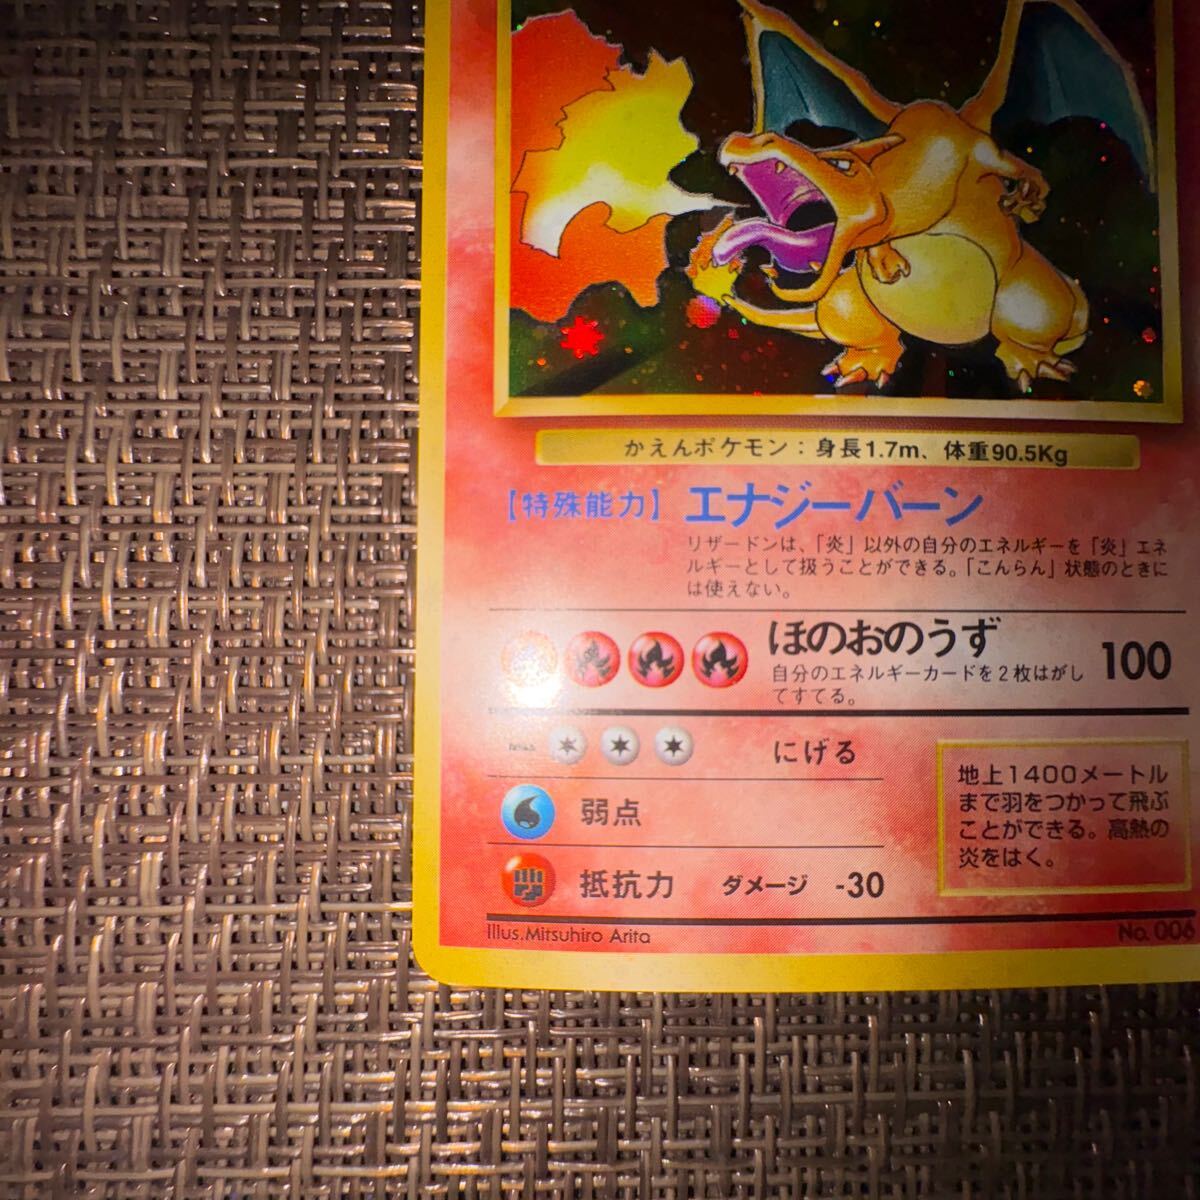 かえんポケモン：身長1.7m、体重90.5Kg
【特殊能力】エナジーバーン
リザードンは、「炎」以外の自分のエネルギーを「炎」エネ
ルギーとして扱うことができる。「こんらん」状態のときに
は使えない。
ほのおのうず 100
自分のエネルギーカードを2枚はがし
てすてる。
にげる
弱点
抵抗力 ダメージ -30
地上1400メートル
まで羽をつかって飛ぶ
ことができる。高熱の
炎をはく。
Illus.Mitsuhiro Arita
No.006